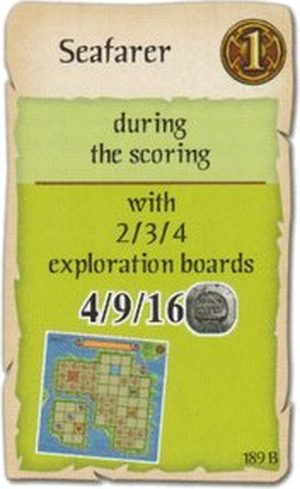 Seafarer
1
during
the scoring
with
2/3/4
exploration boards
4/9/16
189 B